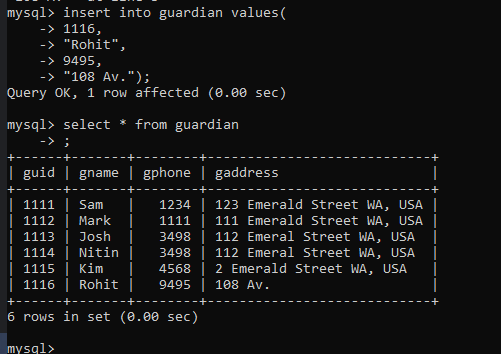 mysql> insert into guardian values(
    -> 1116,
    -> "Rohit",
    -> 9495,
    -> "108 Av.");
Query OK, 1 row affected (0.00 sec)

mysql> select * from guardian
    -> ;
+------+-------+--------+----------------------------+
| guid | gname | gphone | gaddress                   |
+------+-------+--------+----------------------------+
| 1111 | Sam   |   1234 | 123 Emerald Street WA, USA |
| 1112 | Mark  |   1111 | 111 Emerald Street WA, USA |
| 1113 | Josh  |   3498 | 112 Emeral Street WA, USA  |
| 1114 | Nitin |   3498 | 112 Emeral Street WA, USA  |
| 1115 | Kim   |   4568 | 2 Emerald Street WA, USA   |
| 1116 | Rohit |   9495 | 108 Av.                    |
+------+-------+--------+----------------------------+
6 rows in set (0.00 sec)

mysql>